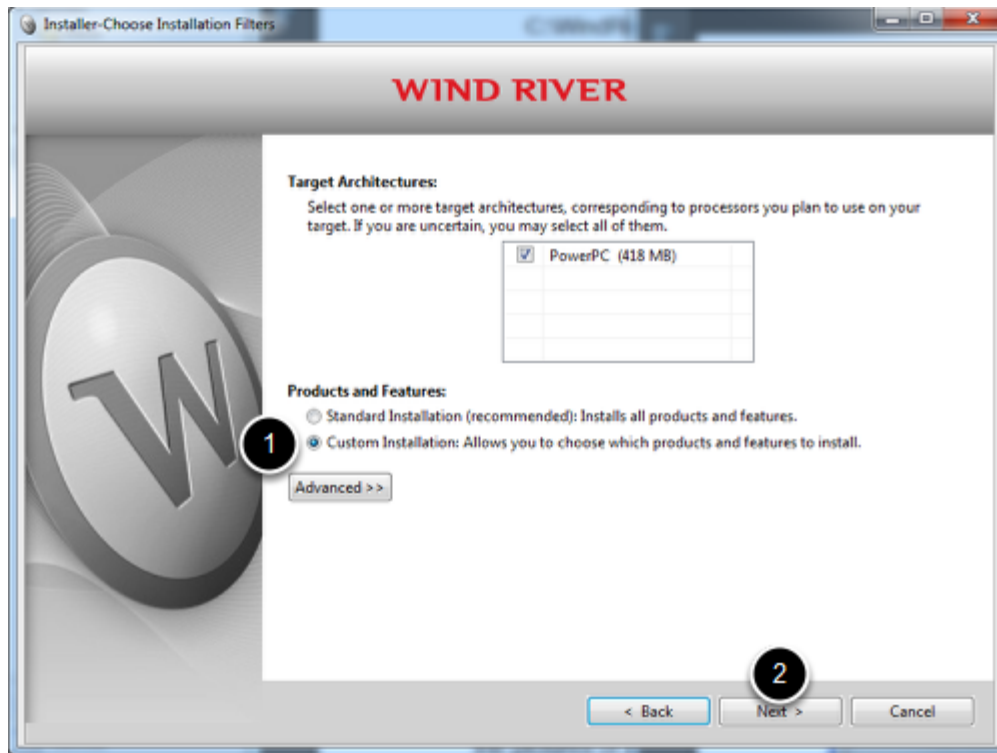 Installer-Choose Installation Filters
WIND RIVER
Target Architectures:
Select one or more target architectures, corresponding to processors you plan to use on your
target. If you are uncertain, you may select all of them.
PowerPC (418 MB)
Products and Features:
Standard Installation (recommended): Installs all products and features.
1
Custom Installation: Allows you to choose which products and features to install.
W
Advanced >>
2
< Back
Next >
Cancel